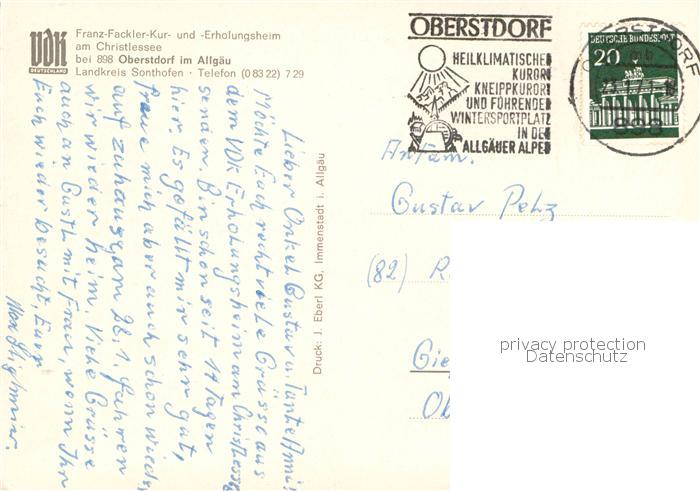 VDK
DEUTSCHLAND
Franz-Fackler-Kur- und -Erholungsheim
am Christlessee
bei 898 Oberstdorf im Allgäu
Landkreis Sonthofen · Telefon (0 83 22) 7 29
Lieber Onkel Gustav u. Tante
Möchte Euch recht viele Grüsse aus
dem VDK Erholungsheim am Christlessee
senden. Bin schon seit 14 Tagen
hier. Es gefällt mir sehr gut,
freue mich aber auch schon wieder
auf zuhause, am 28.1. fahren
wir wieder heim. Viele Grüsse
auch an Gustl mit Frau, wenn Ihr
Euch wieder besucht, Euer
Max
Druck: J. Eberl KG, Immenstadt i. Allgäu
OBERSTDORF
HEILKLIMATISCHER
KURORT
KNEIPPKURORT
UND FÜHRENDER
WINTERSPORTPLATZ
IN DEN
ALLGÄUER ALPEN
DEUTSCHE BUNDESPOST
20
898
An Fam.
Gustav Pelz
(82) R
Gie
Ob
privacy protection
Datenschutz